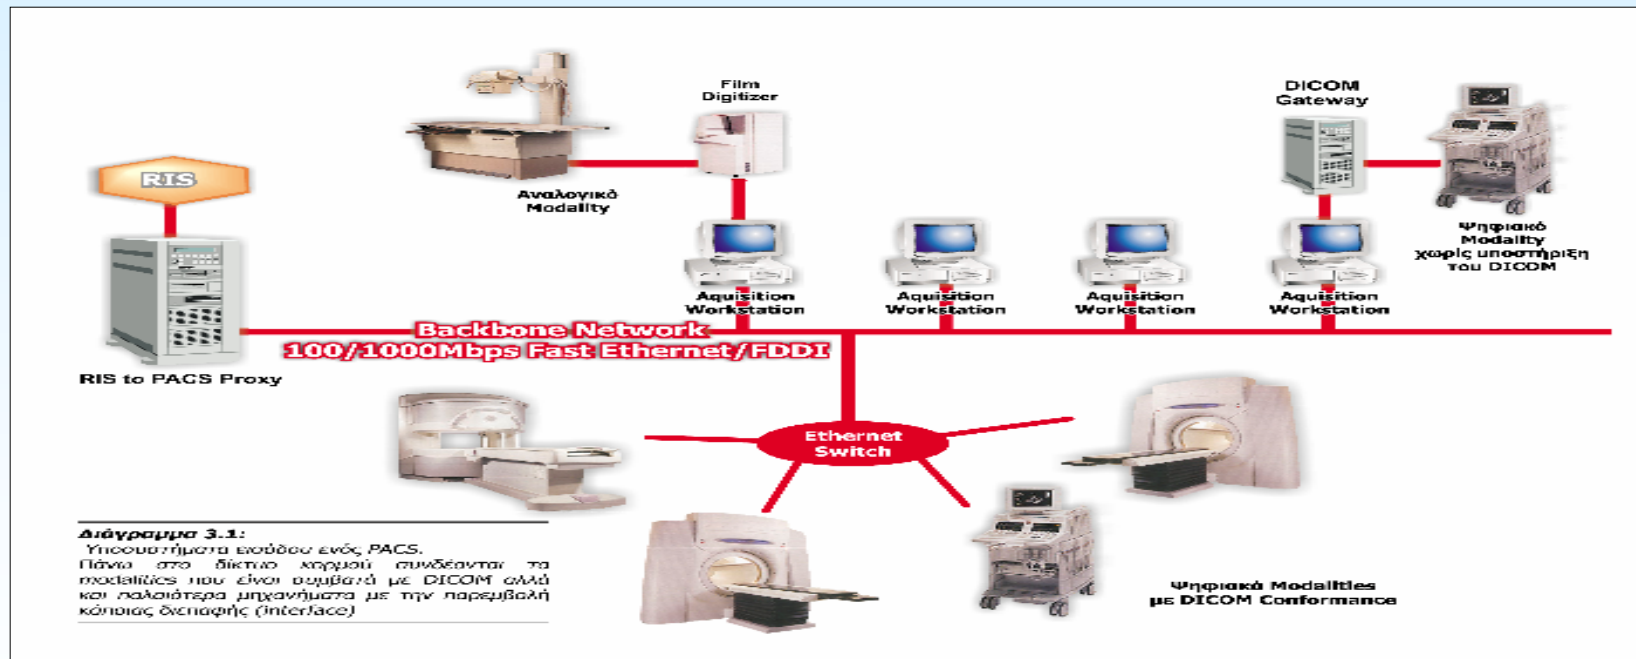 Film
Digitizer
DICOM
Gateway
RIS
Αναλογικό
Modality
Ψηφιακό
Modality
χωρίς υποστήριξη
του DICOM
Aquisition
Workstation
Aquisition
Workstation
Aquisition
Workstation
Aquisition
Workstation
Backbone Network
100/1000Mbps Fast Ethernet/FDDI
RIS to PACS Proxy
Ethernet
Switch
Διάγραμμα 3.1:
Υποσυστήματα εισόδου ενός PACS.
Πάνω στο δίκτυο κορμού συνδέονται τα
modalities που είναι συμβατά με DICOM αλλά
και παλαιότερα μηχανήματα με την παρεμβολή
κάποιας διεπαφής (interface)
Ψηφιακά Modalities
με DICOM Conformance